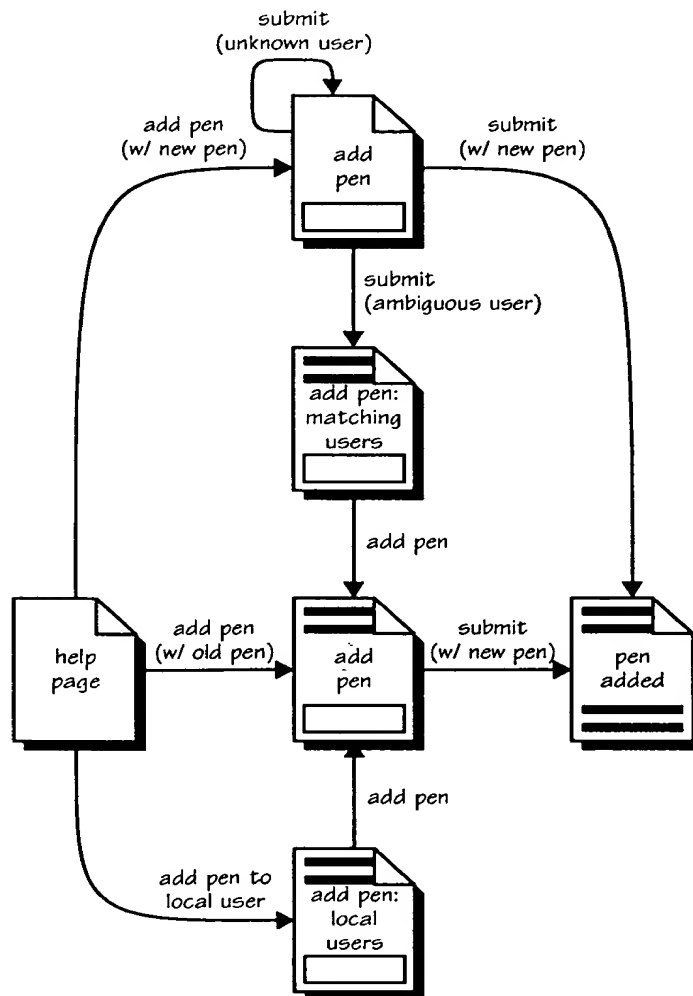 submit
(unknown user)
add pen
(w/ new pen)
submit
(w/ new pen)
add
pen
submit
(ambiguous user)
add pen:
matching
users
add pen
help
page
add pen
(w/ old pen)
add
pen
submit
(w/ new pen)
pen
added
add pen
add pen to
local user
add pen:
local
users